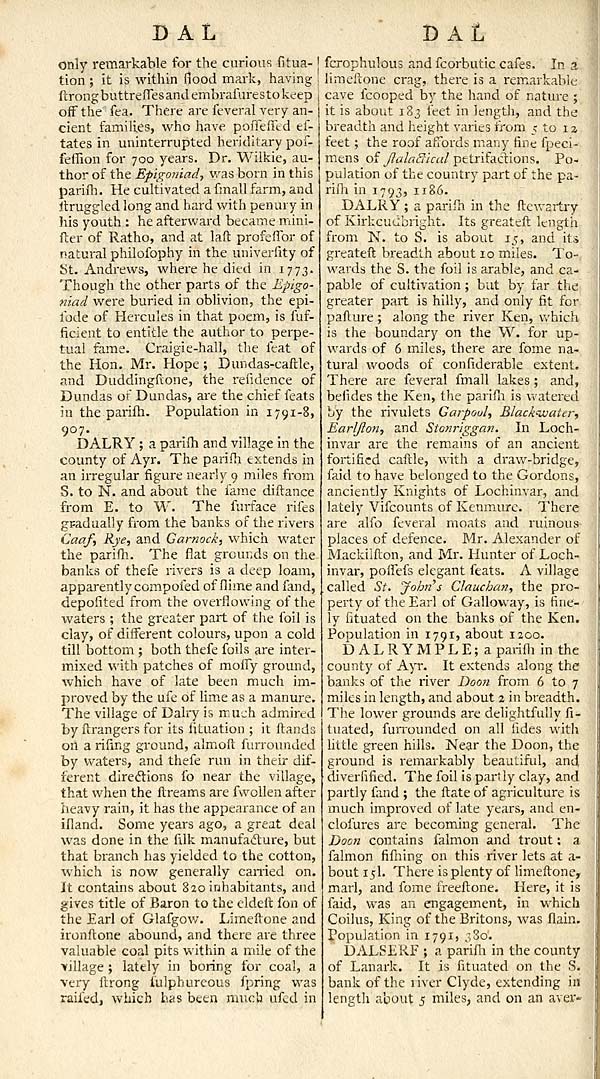 DAL
DAL
only remarkable for the curious ſitua-
tion ; it is within flood mark, having
ſtrong buttreſſes and embraſures to keep
off the ſea. There are ſeveral very an-
cient families, who have poſſeſſed eſ-
tates in uninterrupted heriditary poſ-
ſeſſion for 700 years. Dr. Wilkie, au-
thor of the Epigoniad, was born in this
pariſh. He cultivated a ſmall farm, and
ſtruggled long and hard with penury in
his youth : he afterward became mini-
ſter of Ratho, and at laſt profeſſor of
natural philoſophy in the univerſity of
St. Andrews, where he died in 1773.
Though the other parts of the Epigo-
niad were buried in oblivion, the epi-
ſode of Hercules in that poem, is ſuf-
ficient to entitle the author to perpe-
tual fame. Craigie-hall, the ſeat of
the Hon. Mr. Hope ; Dundas-caſtle,
and Duddingſtone, the reſidence of
Dundas of Dundas, are the chief ſeats
in the pariſh. Population in 1791-8,
907.
DALRY ; a pariſh and village in the
county of Ayr. The pariſh extends in
an irregular figure nearly 9 miles from
S. to N. and about the ſame diſtance
from E. to W. The ſurface riſes
gradually from the banks of the rivers
Caaf, Rye, and Garnock, which water
the pariſh. The flat grounds on the
banks of theſe rivers is a deep loam,
apparently compoſed of ſlime and ſand,
depoſited from the overflowing of the
waters ; the greater part of the ſoil is
clay, of different colours, upon a cold
till bottom ; both theſe ſoils are inter-
mixed with patches of moſſy ground,
which have of late been much im-
proved by the uſe of lime as a manure.
The village of Dalry is much admired
by ſtrangers for its ſituation ; it ſtands
on a riſing ground, almoſt ſurrounded
by waters, and theſe run in their dif-
ferent directions ſo near the village,
that when the ſtreams are ſwollen after
heavy rain, it has the appearance of an
iſland. Some years ago, a great deal
was done in the ſilk manufacture, but
that branch has yielded to the cotton,
which is now generally carried on.
It contains about 820 inhabitants, and
gives title of Baron to the eldeſt ſon of
the Earl of Glaſgow. Limeſtone and
ironſtone abound, and there are three
valuable coal pits within a mile of the
village ; lately in boring for coal, a
very ſtrong ſulphureous ſpring was
raiſed, which has been much uſed in
ſcrophulous and ſcorbutic caſes. In a
limeſtone crag, there is a remarkable
cave ſcooped by the hand of nature ;
it is about 183 feet in length, and the
breadth and height varies from 5 to 12
feet ; the roof affords many fine ſpeci-
mens of ſtalactical petrifactions. Po-
pulation of the country part of the pa-
riſh in 1793, 1186.
DALRY ; a pariſh in the ſtewartry
of Kirkcudbright. Its greateſt length
from N. to S. is about 15, and its
greateſt breadth about 10 miles. To-
wards the S. the ſoil is arable, and ca-
pable of cultivation ; but by far the
greater part is hilly, and only fit for
paſture ; along the river Ken, which
is the boundary on the W. for up-
wards of 6 miles, there are ſome na-
tural woods of conſiderable extent.
There are ſeveral ſmall lakes ; and,
beſides the Ken, the pariſh is watered
by the rivulets Garpool, Blackwater,
Earlſton, and Stonriggan. In Loch-
invar are the remains of an ancient
fortified caſtle, with a draw-bridge,
ſaid to have belonged to the Gordons,
anciently Knights of Lochinvar, and
lately Viſcounts of Kenmure. There
are alſo ſeveral moats and ruinous
places of defence. Mr. Alexander of
Mackilſton, and Mr. Hunter of Loch-
invar, poſſeſs elegant ſeats. A village
called St. John's Clauchan, the pro-
perty of the Earl of Galloway, is fine-
ly ſituated on the banks of the Ken.
Population in 1791, about 1200.
DALRYMPLE; a pariſh in the
county of Ayr. It extends along the
banks of the river Doon from 6 to 7
miles in length, and about 2 in breadth.
The lower grounds are delightfully ſi-
tuated, ſurrounded on all ſides with
little green hills. Near the Doon, the
ground is remarkably beautiful, and
diverſified. The ſoil is partly clay, and
partly ſand ; the ſtate of agriculture is
much improved of late years, and en-
cloſures are becoming general. The
Doon contains ſalmon and trout : a
ſalmon fiſhing on this river lets at a-
bout 15l. There is plenty of limeſtone,
marl, and ſome freeſtone. Here, it is
ſaid, was an engagement, in which
Coilus, King of the Britons, was ſlain.
Population in 1791, 380.
DALSERF ; a pariſh in the county
of Lanark. It is ſituated on the S.
bank of the river Clyde, extending in
length about 5 miles, and on an aver-